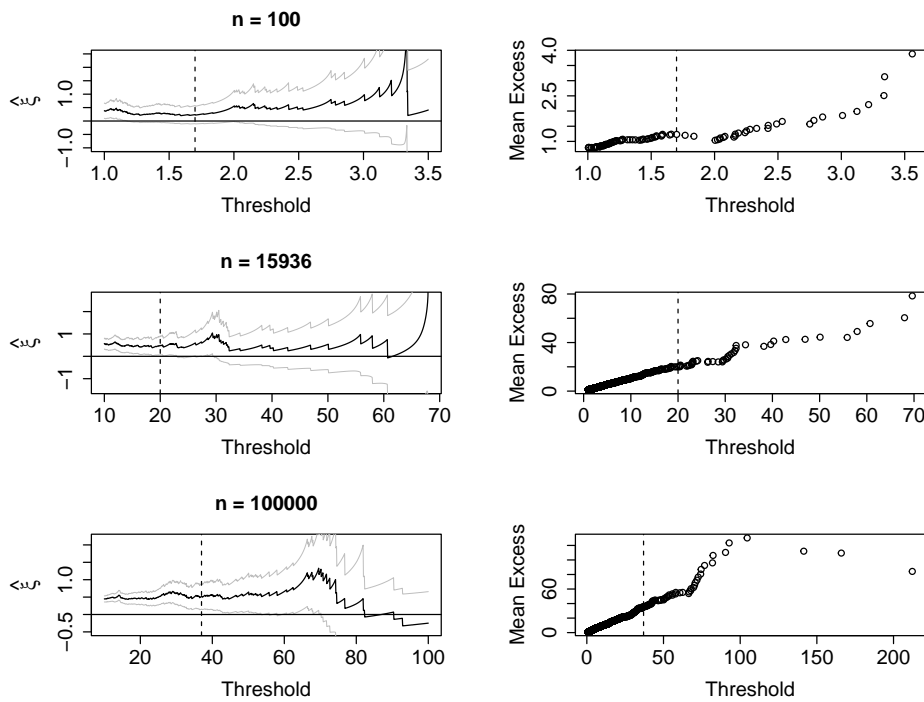 n = 100
ξ̂
1.0
−1.0
1.0 1.5 2.0 2.5 3.0 3.5
Threshold
Mean Excess
4.0
2.5
1.0
1.0 1.5 2.0 2.5 3.0 3.5
Threshold
n = 15936
ξ̂
1
−1
10 20 30 40 50 60 70
Threshold
Mean Excess
80
40
0
0 10 20 30 40 50 60 70
Threshold
n = 100000
ξ̂
1.0
−0.5
20 40 60 80 100
Threshold
Mean Excess
60
0
0 50 100 150 200
Threshold